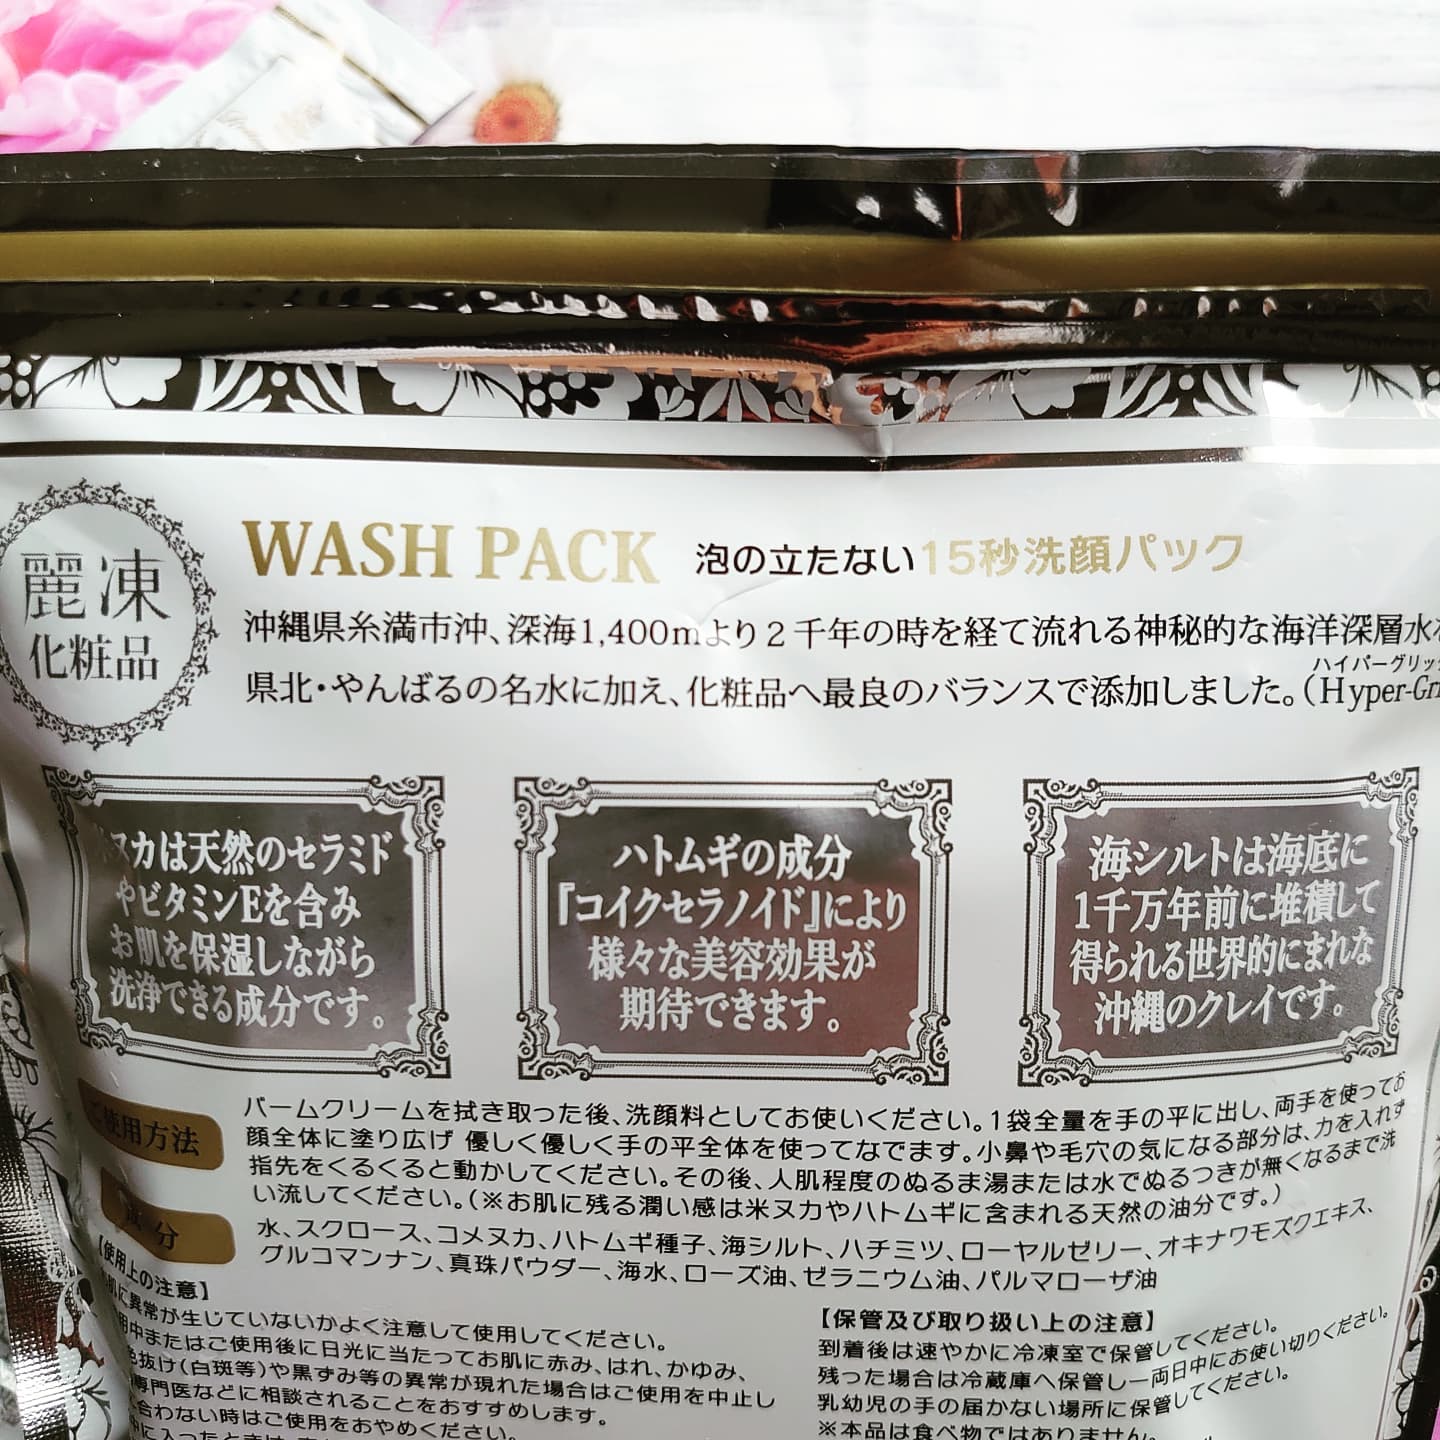 麗凍
化粧品
WASH PACK 泡の立たない15秒洗顔パック
沖縄県糸満市沖、深海1,400mより2千年の時を経て流れる神秘的な海洋深層水
ハイパーグリッ
県北・やんばるの名水に加え、化粧品へ最良のバランスで添加しました。(Hyper-Gr
ヌカは天然のセラミド
やビタミンEを含み
お肌を保湿しながら
洗浄できる成分です。
ハトムギの成分
『コイクセラノイド』により
様々な美容効果が
期待できます。
海シルトは海底に
1千万年前に堆積して
得られる世界的にまれな
沖縄のクレイです。
ご使用方法
バームクリームを拭き取った後、洗顔料としてお使いください。1袋全量を手の平に出し、両手を使ってお
顔全体に塗り広げ 優しく優しく手の平全体を使ってなでます。小鼻や毛穴の気になる部分は、力を入れず
指先をくるくると動かしてください。その後、人肌程度のぬるま湯または水でぬるつきが無くなるまで洗
い流してください。(※お肌に残る潤い感は米ヌカやハトムギに含まれる天然の油分です。)
成分
水、スクロース、コメヌカ、ハトムギ種子、海シルト、ハチミツ、ローヤルゼリー、オキナワモズクエキス、
グルコマンナン、真珠パウダー、海水、ローズ油、ゼラニウム油、パルマローザ油
【使用上の注意】
肌に異常が生じていないかよく注意して使用してください。
用中またはご使用後に日光に当たってお肌に赤み、はれ、かゆみ、
色抜け(白斑等)や黒ずみ等の異常が現れた場合はご使用を中止し
専門医などに相談されることをおすすめします。
合わない時はご使用をおやめください。
【保管及び取り扱い上の注意】
到着後は速やかに冷凍室で保管してください。
残った場合は冷蔵庫へ保管し一両日中にお使い切りください。
乳幼児の手の届かない場所に保管してください。
※本品は食べ物ではありません。